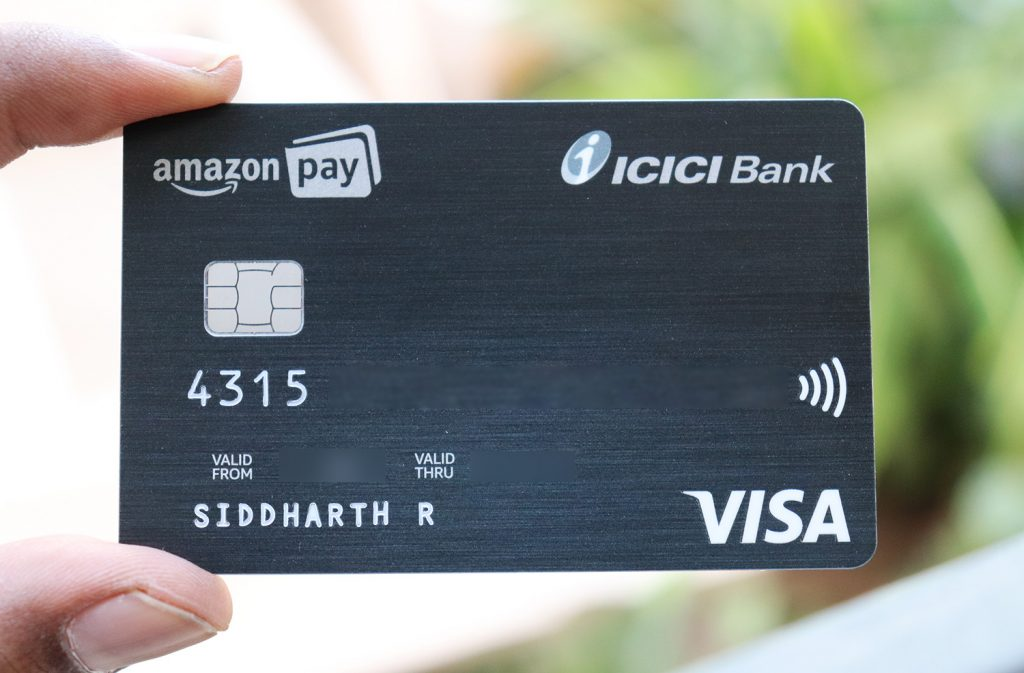 amazon pay
ICICI Bank
4315
VALID FROM
VALID THRU
SIDDHARTH R
VISA